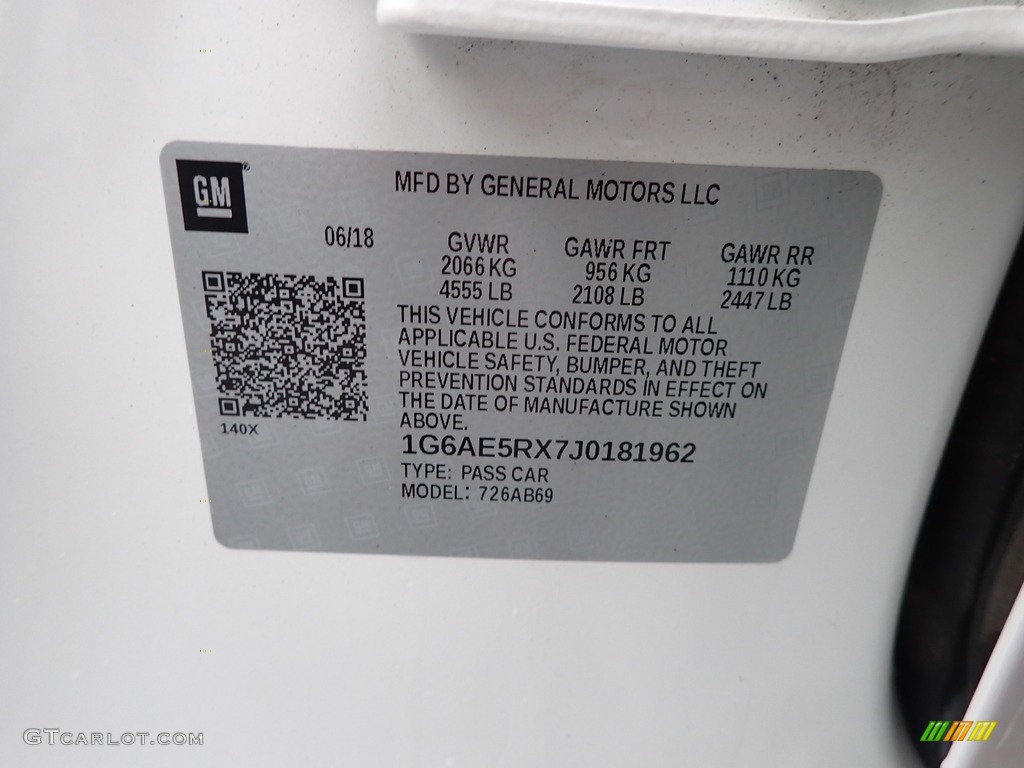 GM
MFD BY GENERAL MOTORS LLC
06/18
GVWR GAWR FRT GAWR RR
2066 KG 956 KG 1110 KG
4555 LB 2108 LB 2447 LB
THIS VEHICLE CONFORMS TO ALL
APPLICABLE U.S. FEDERAL MOTOR
VEHICLE SAFETY, BUMPER, AND THEFT
PREVENTION STANDARDS IN EFFECT ON
THE DATE OF MANUFACTURE SHOWN
ABOVE.
140X
1G6AE5RX7J0181962
TYPE: PASS CAR
MODEL: 726AB69
GTcarlot.com